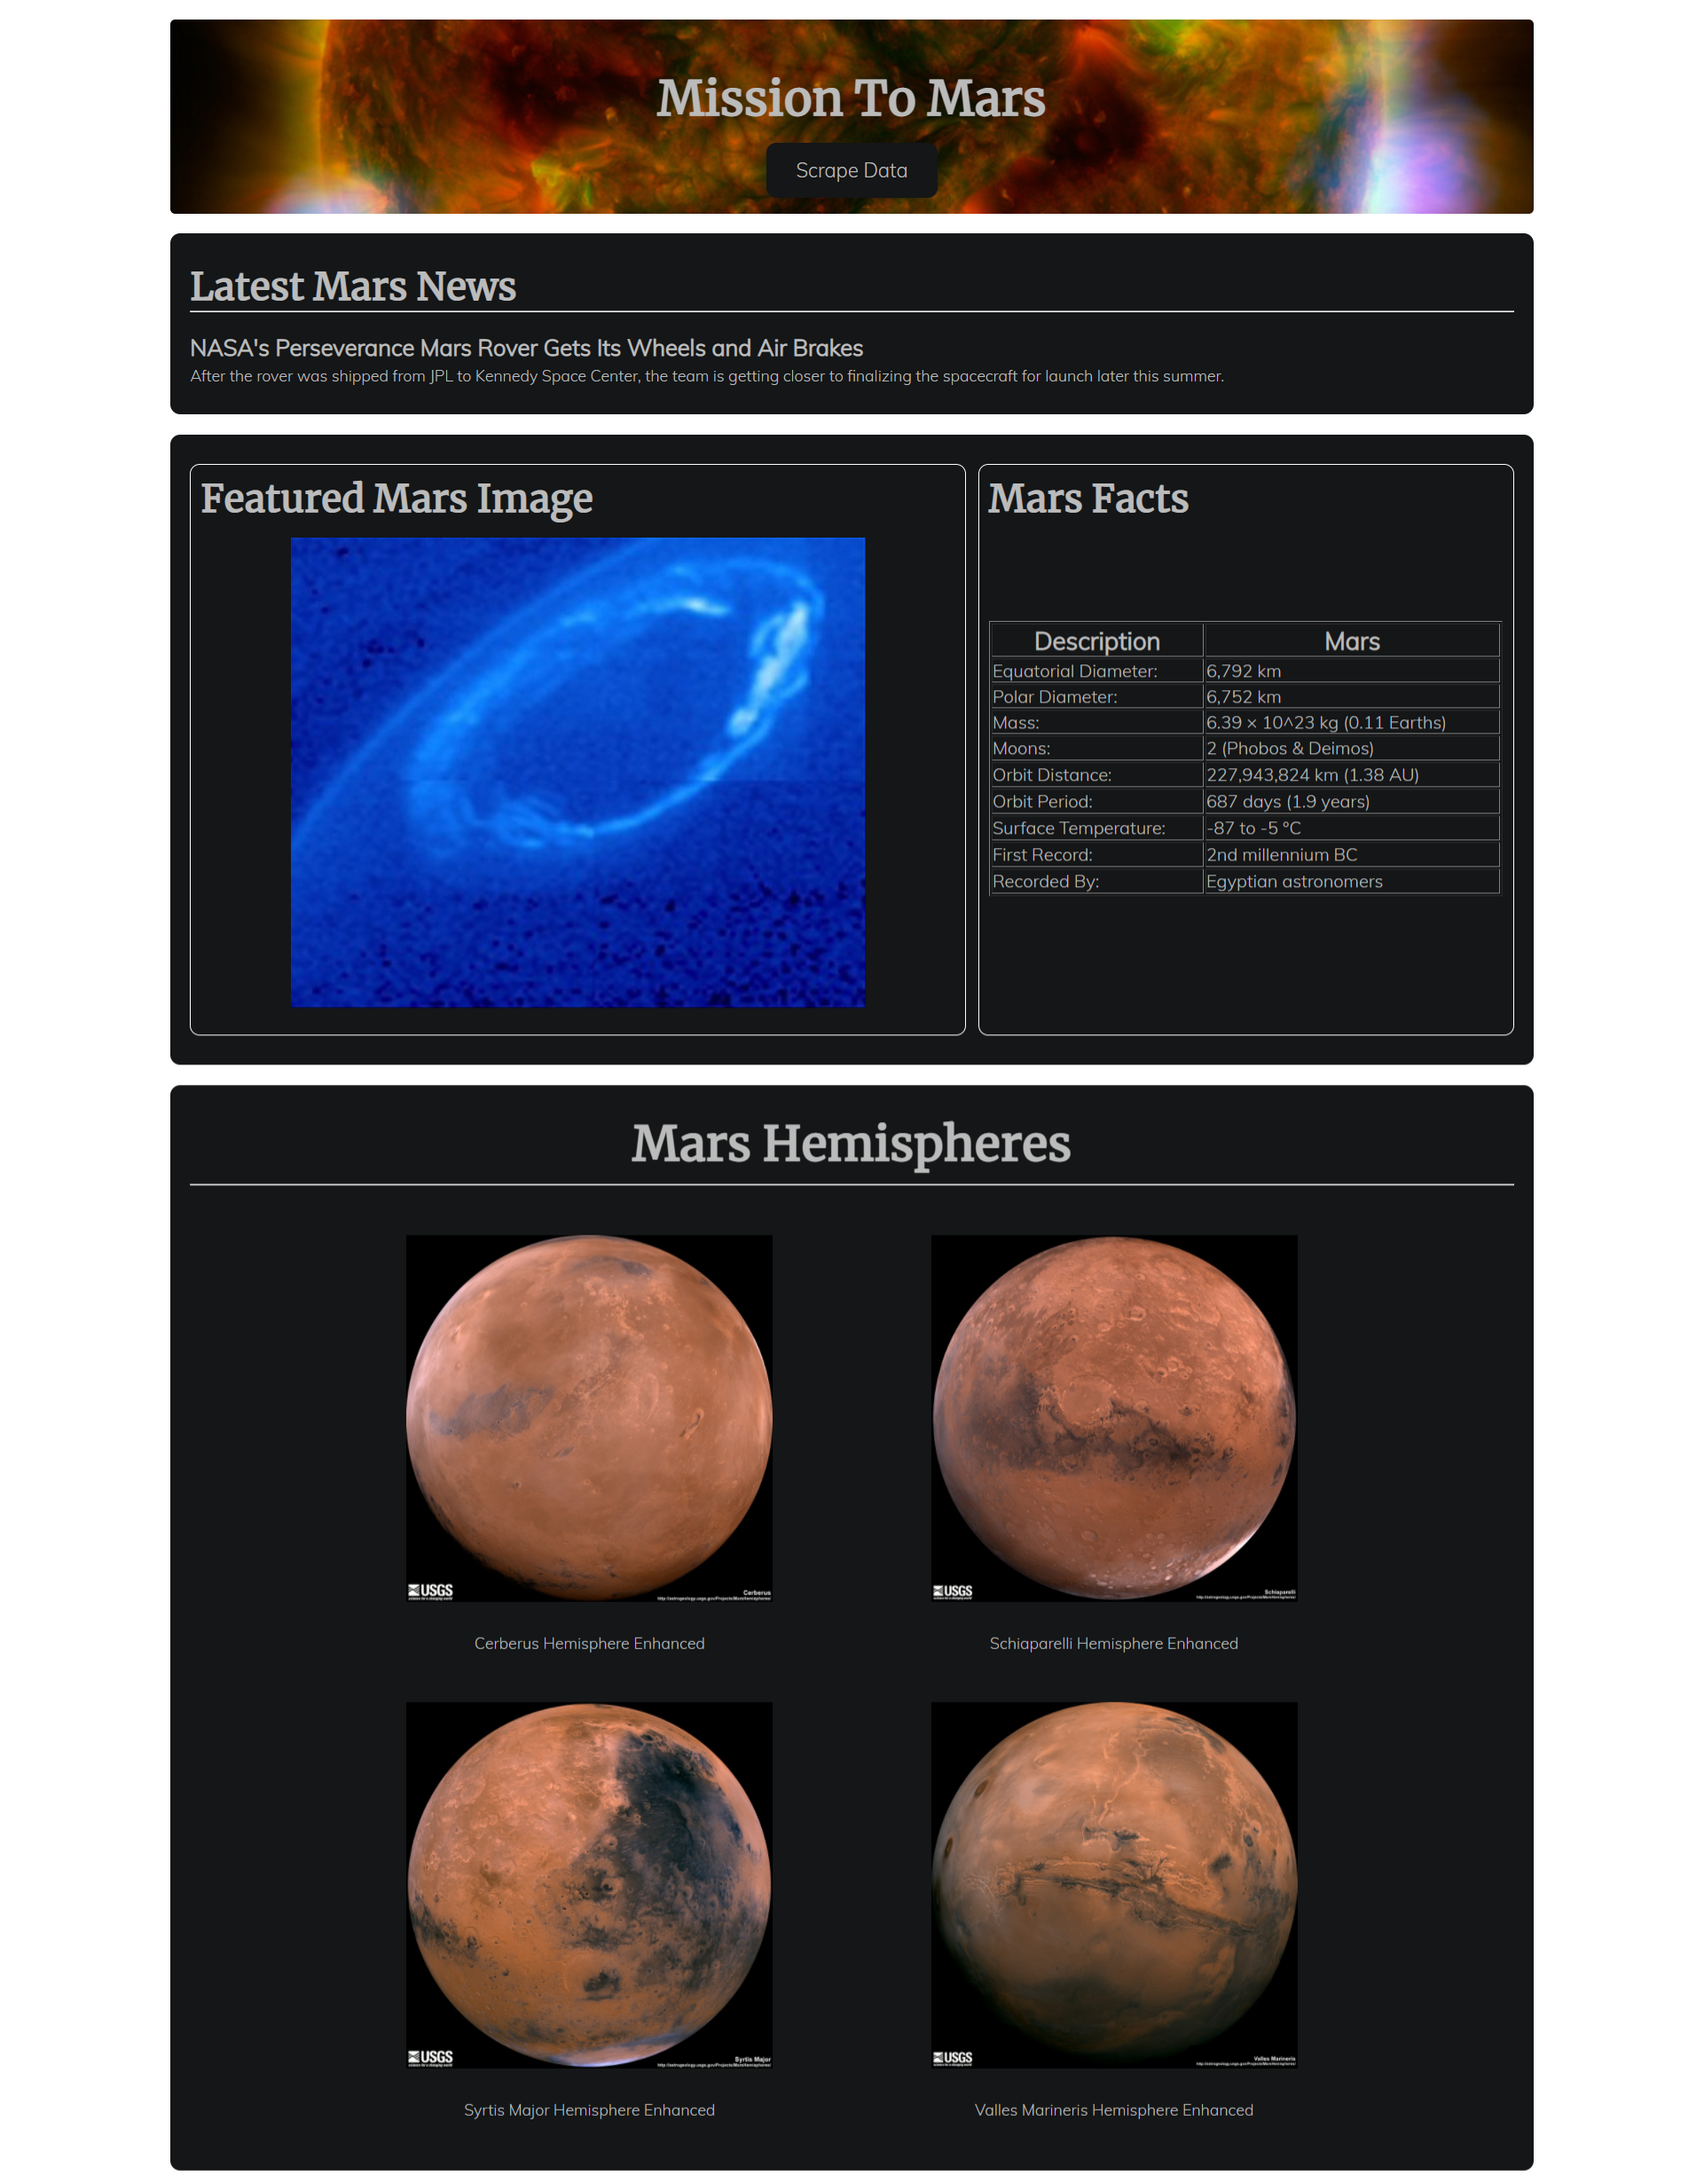 Mission To Mars
Scrape Data
Latest Mars News
NASA's Perseverance Mars Rover Gets Its Wheels and Air Brakes
After the rover was shipped from JPL to Kennedy Space Center, the team is getting closer to finalizing the spacecraft for launch later this summer.
Featured Mars Image
Mars Facts
Description Mars
Equatorial Diameter: 6,792 km
Polar Diameter: 6,752 km
Mass: 6.39 × 10^23 kg (0.11 Earths)
Moons: 2 (Phobos & Deimos)
Orbit Distance: 227,943,824 km (1.38 AU)
Orbit Period: 687 days (1.9 years)
Surface Temperature: -87 to -5 °C
First Record: 2nd millennium BC
Recorded By: Egyptian astronomers
Mars Hemispheres
USGS
Cerberus
USGS
Schiaparelli
Cerberus Hemisphere Enhanced
Schiaparelli Hemisphere Enhanced
USGS
Syrtis Major
USGS
Valles Marineris
Syrtis Major Hemisphere Enhanced
Valles Marineris Hemisphere Enhanced